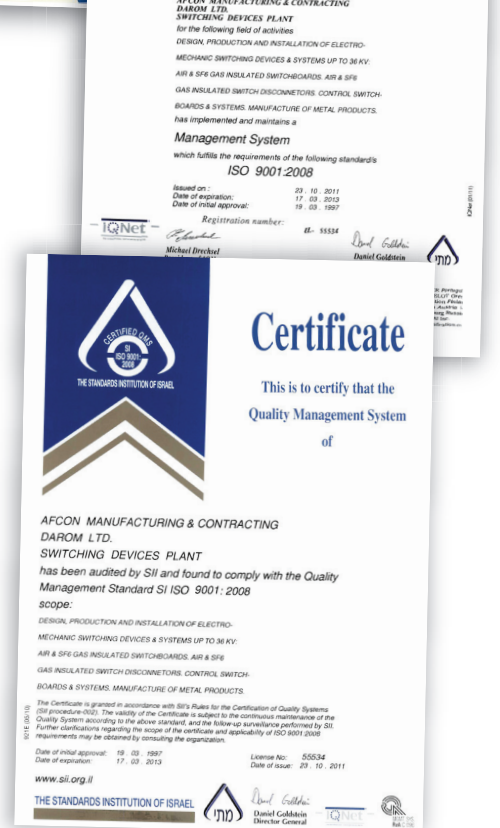 AFCON MANUFACTURING & CONTRACTING
DAROM LTD.
SWITCHING DEVICES PLANT
for the following field of activities
DESIGN, PRODUCTION AND INSTALLATION OF ELECTRO-
MECHANIC SWITCHING DEVICES & SYSTEMS UP TO 36 KV:
AIR & SF6 GAS INSULATED SWITCHBOARDS. AIR & SF6
GAS INSULATED SWITCH DISCONNETORS. CONTROL SWITCH-
BOARDS & SYSTEMS. MANUFACTURE OF METAL PRODUCTS.
has implemented and maintains a
Management System
which fulfills the requirements of the following standard/s
ISO 9001:2008
Issued on : 23 . 10 . 2011
Date of expiration: 17 . 03 . 2013
Date of initial approval: 19 . 03 . 1997
Registration number: IL- 55534
IQNet
Michael Drechsel
Daniel Goldstein
מתי
CERTIFIED QMS
SI
ISO 9001:
2008
THE STANDARDS INSTITUTION OF ISRAEL
Certificate
This is to certify that the
Quality Management System
of
AFCON MANUFACTURING & CONTRACTING
DAROM LTD.
SWITCHING DEVICES PLANT
has been audited by SII and found to comply with the Quality
Management Standard SI ISO 9001: 2008
scope:
DESIGN, PRODUCTION AND INSTALLATION OF ELECTRO-
MECHANIC SWITCHING DEVICES & SYSTEMS UP TO 36 KV:
AIR & SF6 GAS INSULATED SWITCHBOARDS. AIR & SF6
GAS INSULATED SWITCH DISCONNETORS. CONTROL SWITCH-
BOARDS & SYSTEMS. MANUFACTURE OF METAL PRODUCTS.
The Certificate is granted in accordance with SII's Rules for the Certification of Quality Systems
(SII procedure-002). The validity of the Certificate is subject to the continuous maintenance of the
Quality System according to the above standard, and the follow-up surveillance performed by SII.
Further clarifications regarding the scope of the certificate and applicability of ISO 9001:2008
requirements may be obtained by consulting the organization.
Date of initial approval: 19 . 03 . 1997
Date of expiration: 17 . 03 . 2013
License No: 55534
Date of issue: 23 . 10 . 2011
www.sii.org.il
THE STANDARDS INSTITUTION OF ISRAEL
מתי
Daniel Goldstein
Director General
IQNet